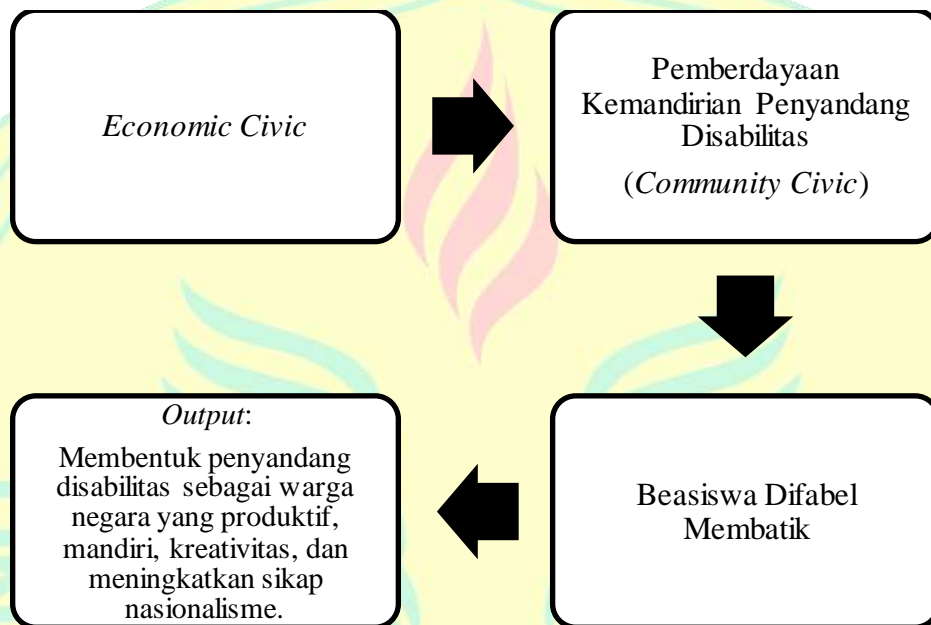 Economic Civic
Pemberdayaan
Kemandirian Penyandang
Disabilitas
(Community Civic)
Beasiswa Difabel
Membatik
Output:
Membentuk penyandang
disabilitas sebagai warga
negara yang produktif,
mandiri, kreativitas, dan
meningkatkan sikap
nasionalisme.